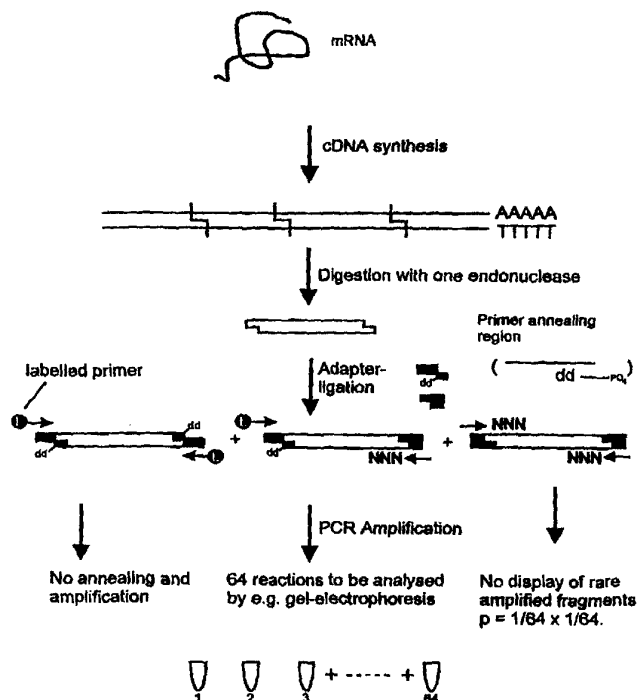 mRNA
cDNA synthesis
AAAAA
TTTTT
Digestion with one endonuclease
Primer annealing
region
labelled primer
Adapter-
ligation
dd
( dd PO4 )
L
dd
dd
L
+
L
dd
NNN
+
NNN
NNN
PCR Amplification
No annealing and
amplification
64 reactions to be analysed
by e.g. gel-electrophoresis
No display of rare
amplified fragments
p = 1/64 x 1/64.
1 2 3 + ----- + 64